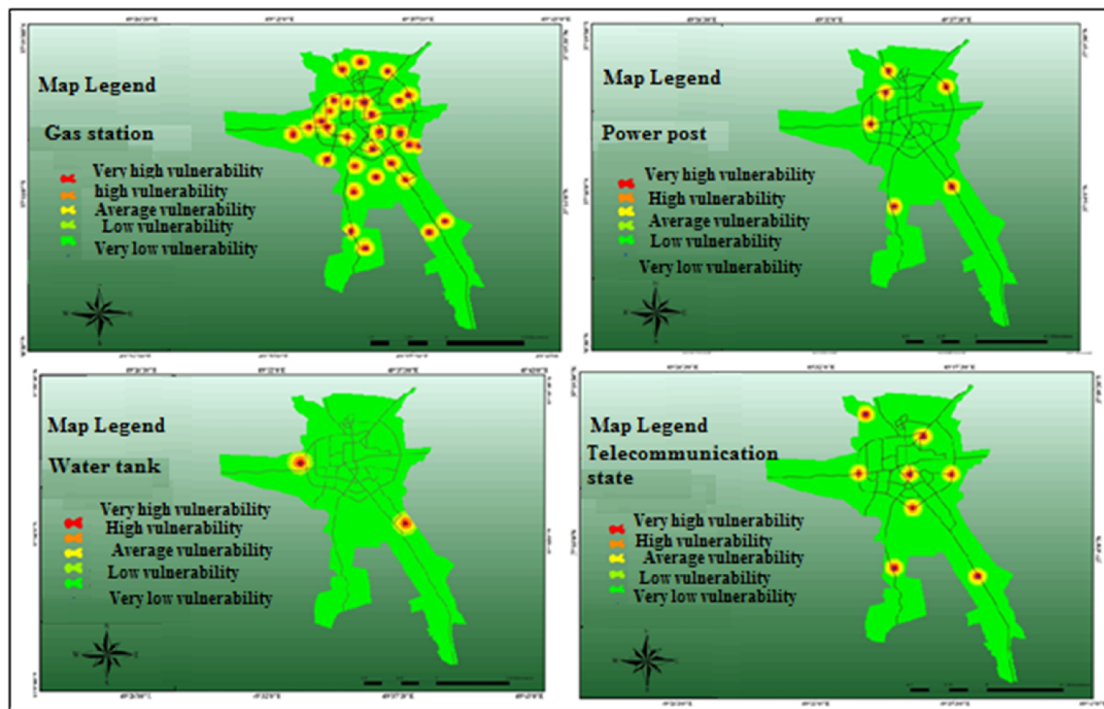 Map Legend
Gas station
Very high vulnerability
high vulnerability
Average vulnerability
Low vulnerability
Very low vulnerability
Map Legend
Power post
Very high vulnerability
High vulnerability
Average vulnerability
Low vulnerability
Very low vulnerability
Map Legend
Water tank
Very high vulnerability
High vulnerability
Average vulnerability
Low vulnerability
Very low vulnerability
Map Legend
Telecommunication
state
Very high vulnerability
High vulnerability
Average vulnerability
Low vulnerability
Very low vulnerability